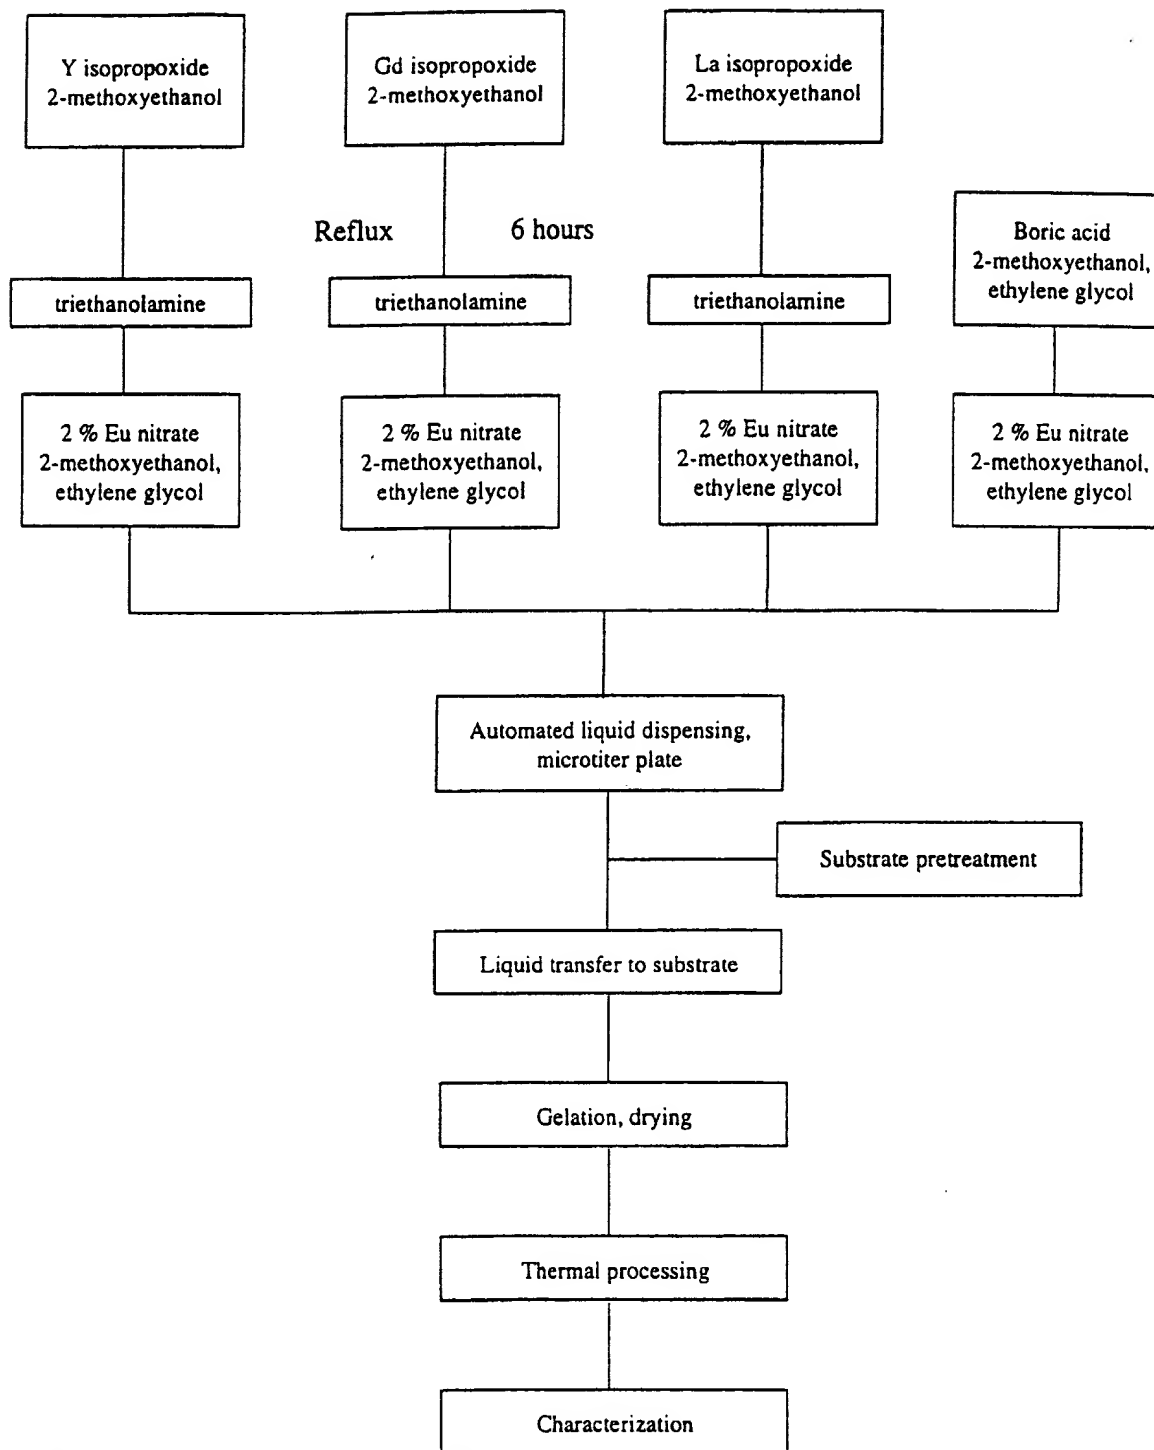 Y isopropoxide
2-methoxyethanol
Gd isopropoxide
2-methoxyethanol
La isopropoxide
2-methoxyethanol
Reflux 6 hours
Boric acid
2-methoxyethanol,
ethylene glycol
triethanolamine
triethanolamine
triethanolamine
2 % Eu nitrate
2-methoxyethanol,
ethylene glycol
2 % Eu nitrate
2-methoxyethanol,
ethylene glycol
2 % Eu nitrate
2-methoxyethanol,
ethylene glycol
2 % Eu nitrate
2-methoxyethanol,
ethylene glycol
Automated liquid dispensing,
microtiter plate
Substrate pretreatment
Liquid transfer to substrate
Gelation, drying
Thermal processing
Characterization